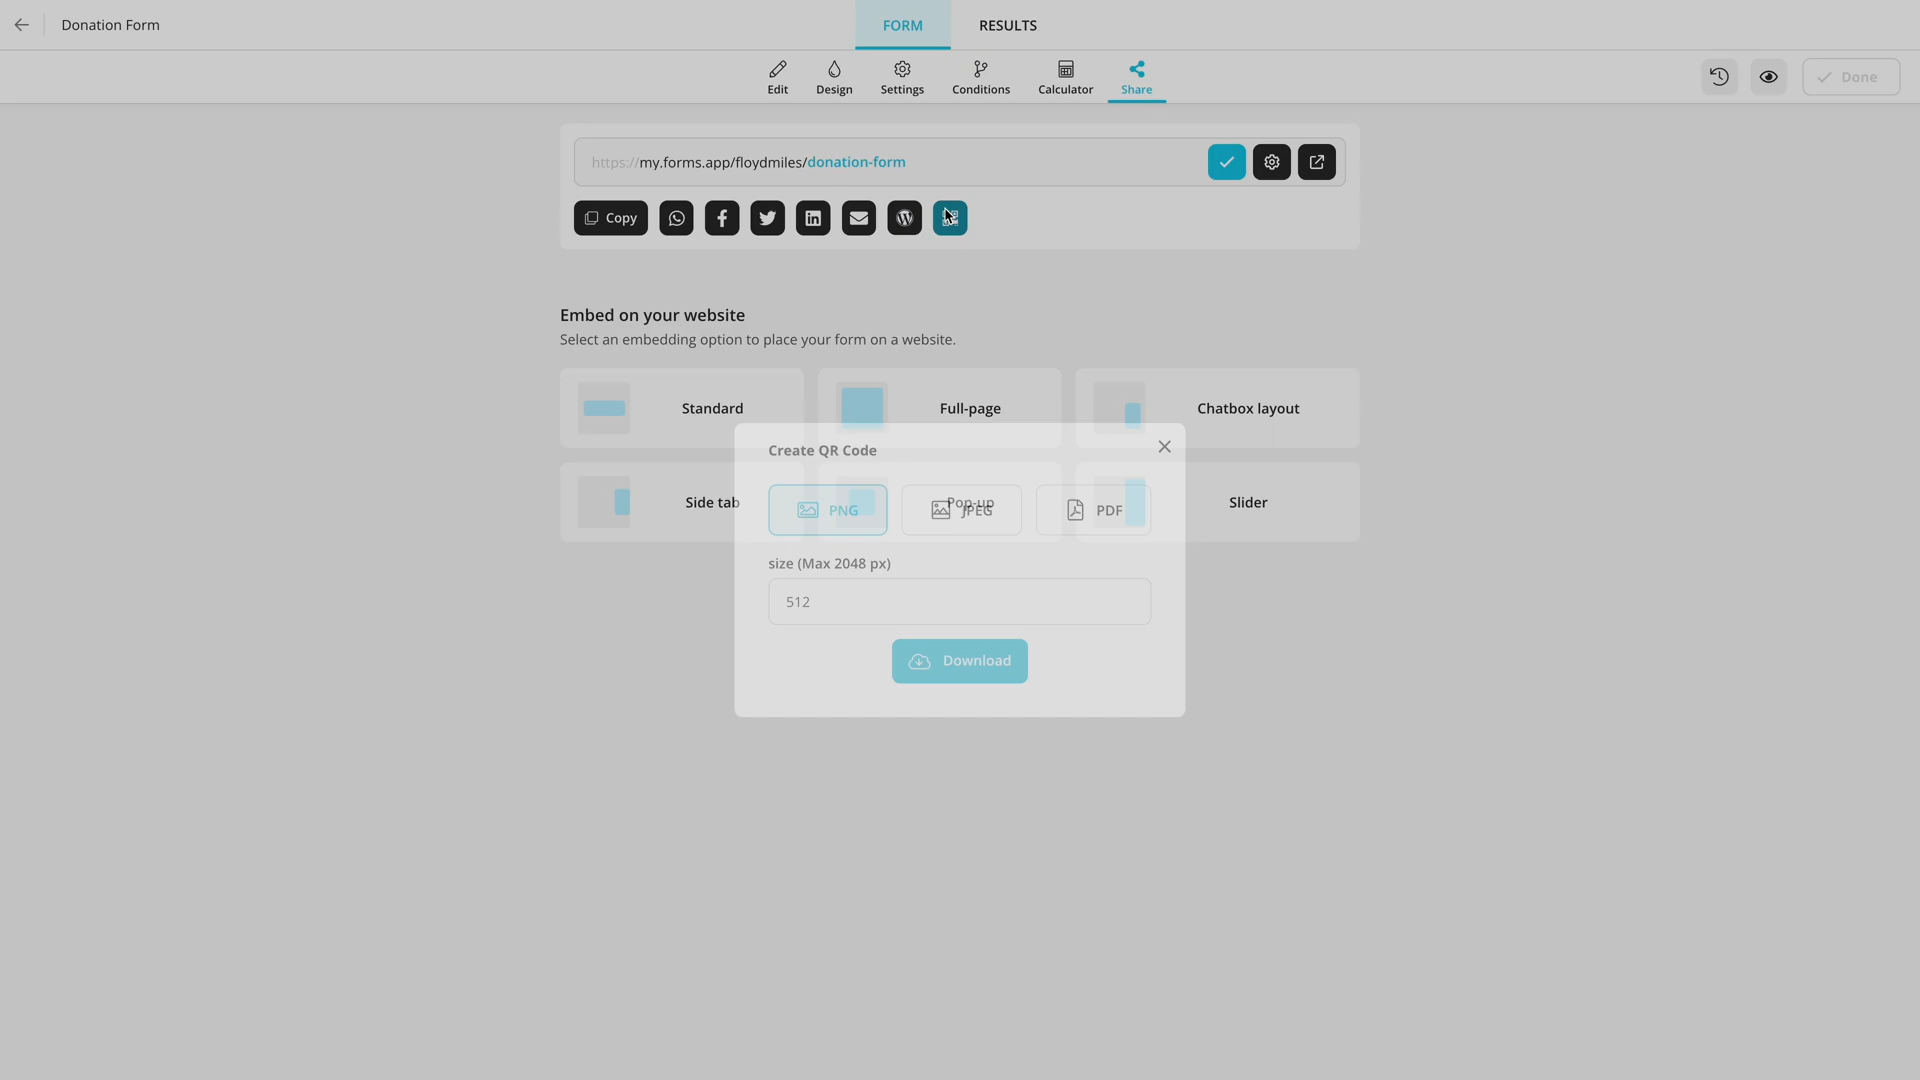 Donation Form
FORM
RESULTS
Edit
Design
Settings
Conditions
Calculator
Share
Done
https://my.forms.app/floydmiles/donation-form
Copy
Embed on your website
Select an embedding option to place your form on a website.
Standard
Full-page
Chatbox layout
Side tab
Pop-up
Slider
Create QR Code
PNG
JPEG
PDF
size (Max 2048 px)
512
Download